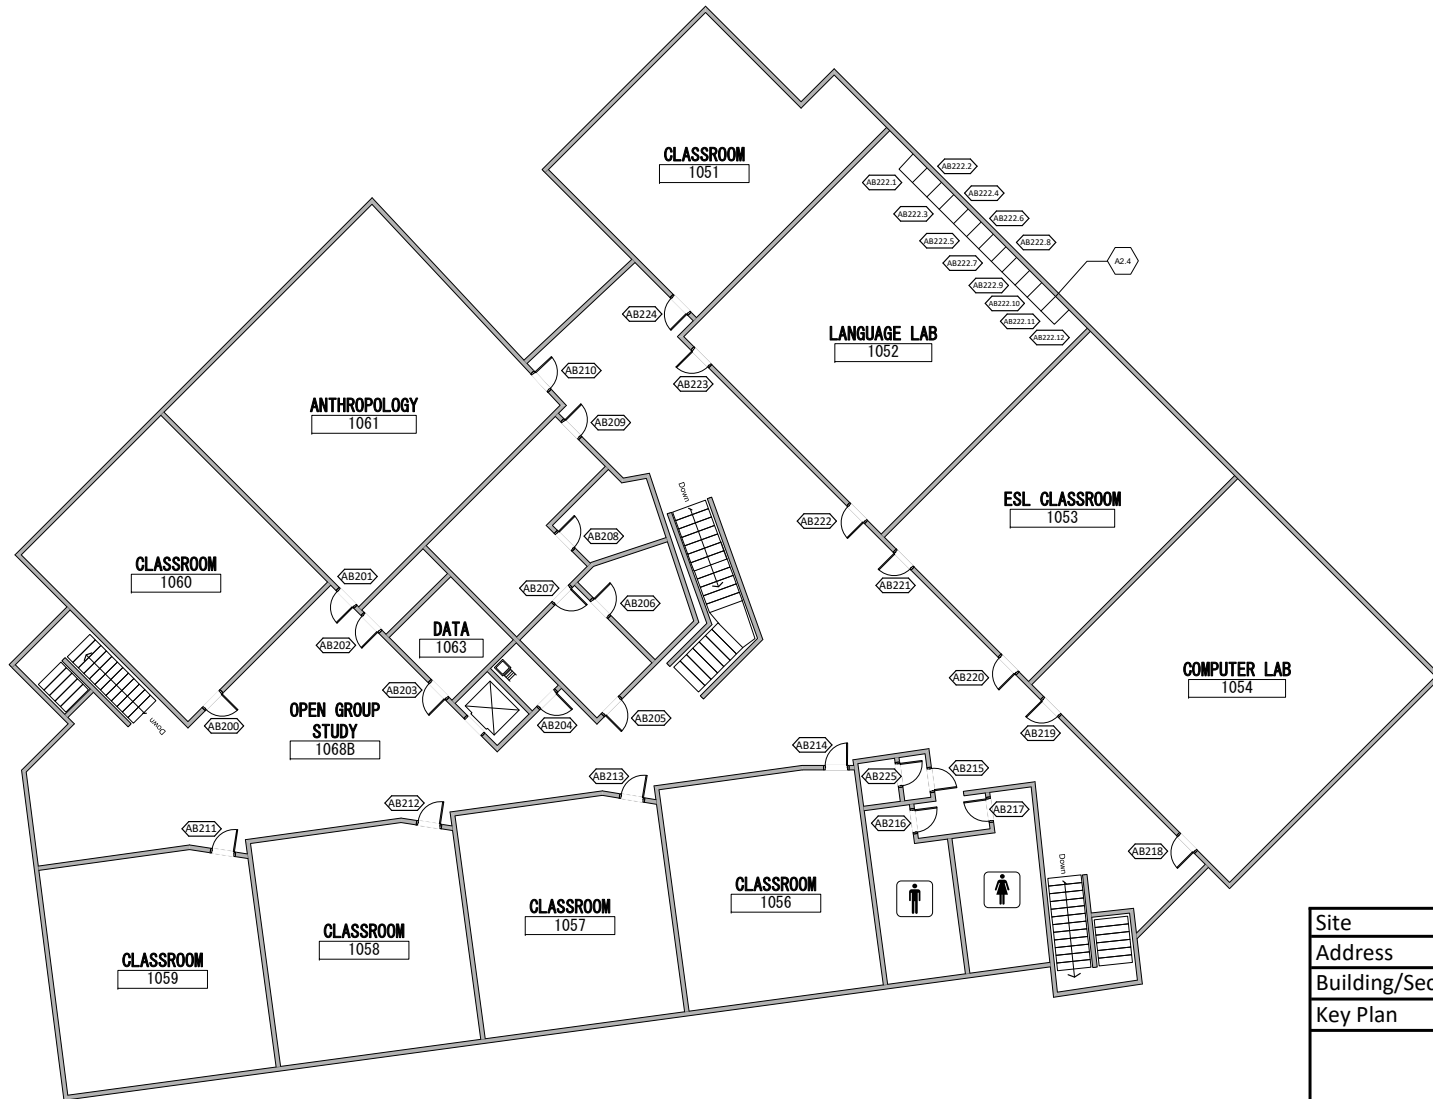 CLASSROOM
1051
AB222.2
AB222.1
AB222.4
AB222.3
AB222.6
AB222.5
AB222.8
AB222.7
A2.4
AB222.9
AB222.10
AB222.11
AB222.12
AB224
LANGUAGE LAB
1052
AB223
AB210
ANTHROPOLOGY
1061
AB209
Down
ESL CLASSROOM
1053
AB222
AB208
AB221
CLASSROOM
1060
AB201
AB207
AB206
AB202
DATA
1063
AB220
COMPUTER LAB
1054
AB203
AB219
AB200
Down
OPEN GROUP
STUDY
1068B
AB204
AB205
AB214
AB213
AB225
AB215
AB212
AB217
AB216
AB211
AB218
Down
CLASSROOM
1056
CLASSROOM
1057
CLASSROOM
1058
CLASSROOM
1059
Site
Address
Building/Sec
Key Plan